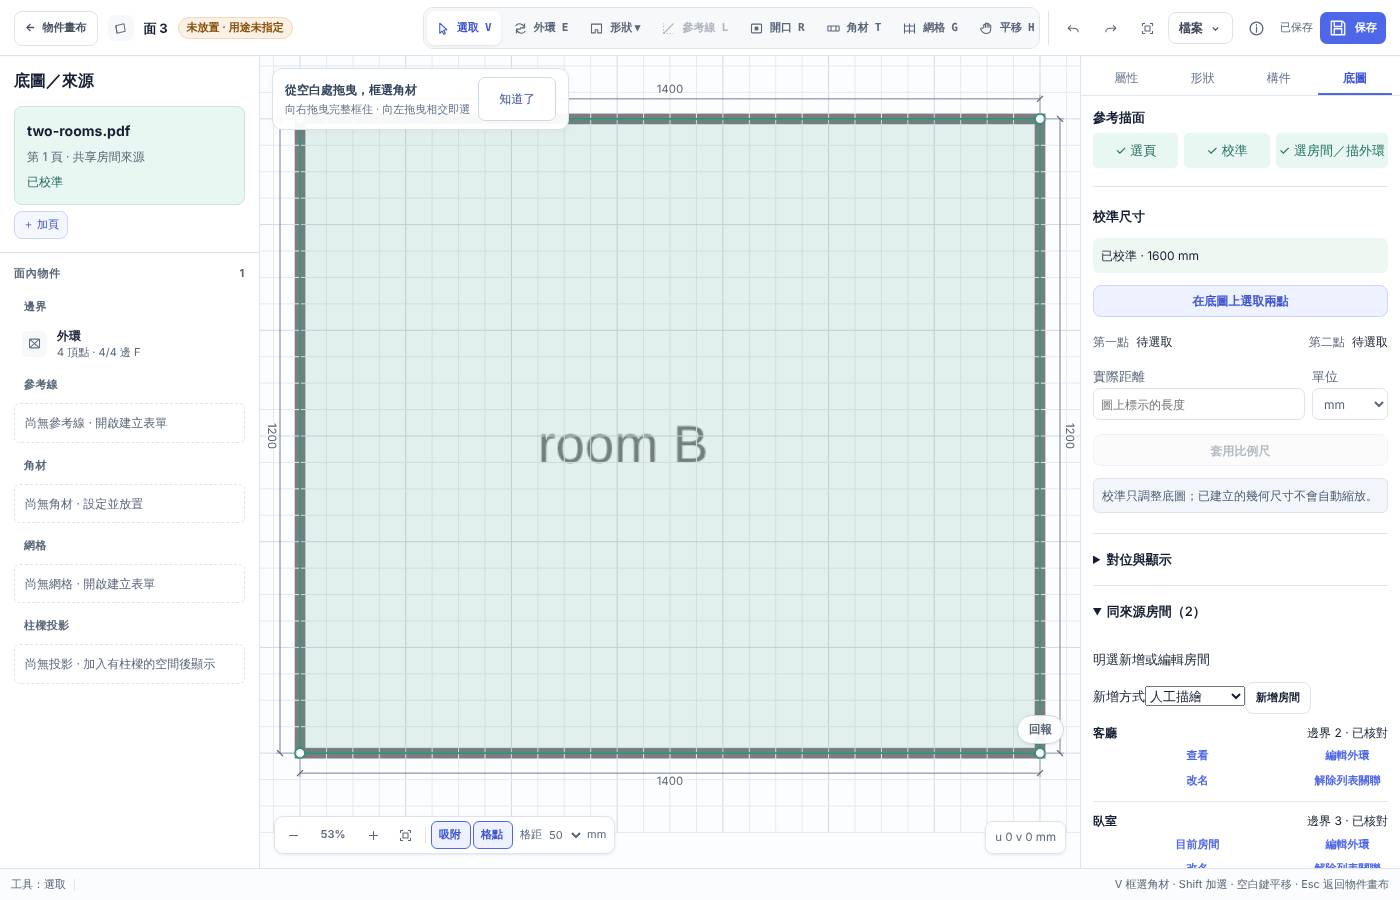 ← 物件畫布
面 3
未放置 · 用途未指定
選取 V
外環 E
形狀 ▾
參考線 L
開口 R
角材 T
網格 G
平移 H
檔案
已保存
保存
底圖／來源
two-rooms.pdf
第 1 頁 · 共享房間來源
已校準
+ 加頁
面內物件 1
邊界
外環
4 頂點 · 4/4 邊 F
參考線
尚無參考線 · 開啟建立表單
角材
尚無角材 · 設定並放置
網格
尚無網格 · 開啟建立表單
柱樑投影
尚無投影 · 加入有柱樑的空間後顯示
從空白處拖曳，框選角材
向右拖曳完整框住 · 向左拖曳相交即選
知道了
1400
1200
room B
1200
回報
1400
53%
吸附
格點
格距 50 mm
u 0 v 0 mm
屬性
形狀
構件
底圖
參考描面
✓ 選頁
✓ 校準
✓ 選房間／描外環
校準尺寸
已校準 · 1600 mm
在底圖上選取兩點
第一點 待選取
第二點 待選取
實際距離
單位
圖上標示的長度
mm
套用比例尺
校準只調整底圖；已建立的幾何尺寸不會自動縮放。
▶ 對位與顯示
▼ 同來源房間（2）
明選新增或編輯房間
新增方式 人工描繪 新增房間
客廳 邊界 2 · 已核對
查看 編輯外環
改名 解除列表關聯
臥室 邊界 3 · 已核對
目前房間 編輯外環
改名 解除列表關聯
工具：選取
V 框選角材 · Shift 加選 · 空白鍵平移 · Esc 返回物件畫布